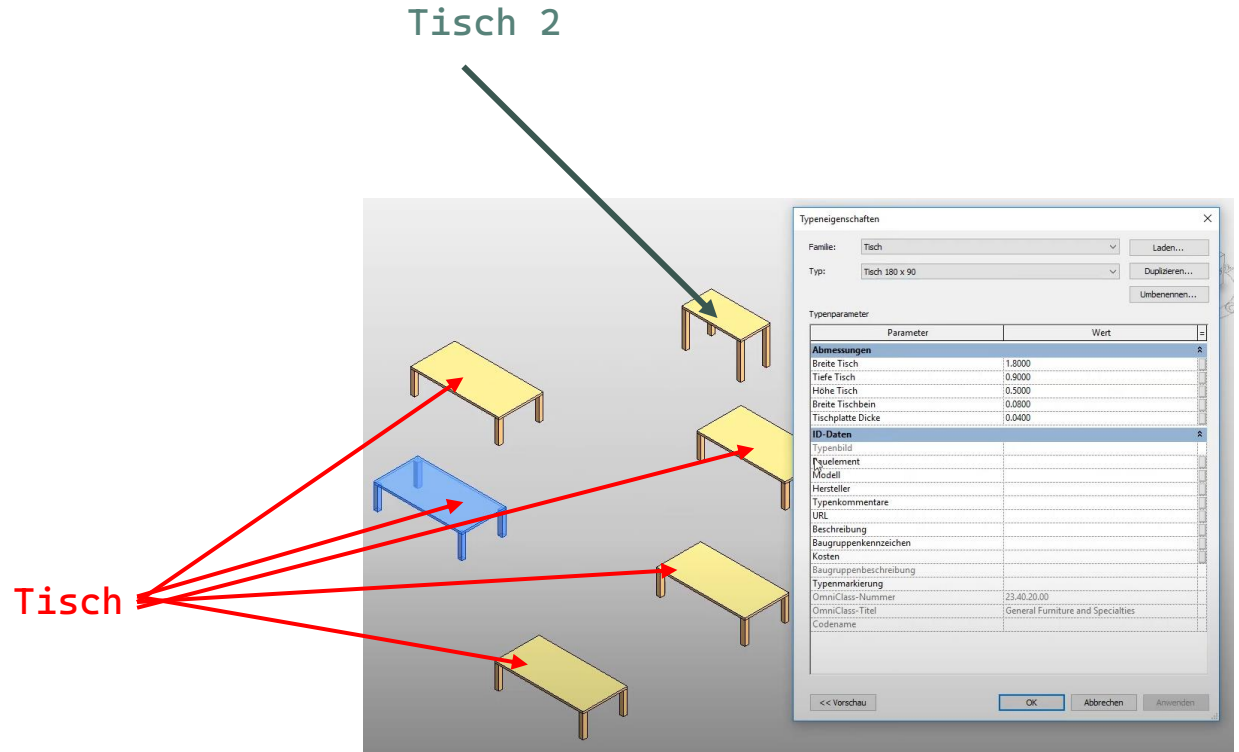 Tisch 2
Tisch
Typeneigenschaften
Familie: Tisch Laden...
Typ: Tisch 180 x 90 Duplizieren...
Umbenennen...
Typenparameter
Parameter Wert =
Abmessungen
Breite Tisch 1.8000
Tiefe Tisch 0.9000
Höhe Tisch 0.5000
Breite Tischbein 0.0800
Tischplatte Dicke 0.0400
ID-Daten
Typenbild
Modell
Hersteller
Typenkommentare
URL
Beschreibung
Baugruppenkennzeichen
Kosten
Baugruppenbeschreibung
Typenmarkierung
OmniClass-Nummer 23.40.20.00
OmniClass-Titel General Furniture and Specialties
Codename
<< Vorschau OK Abbrechen Anwenden